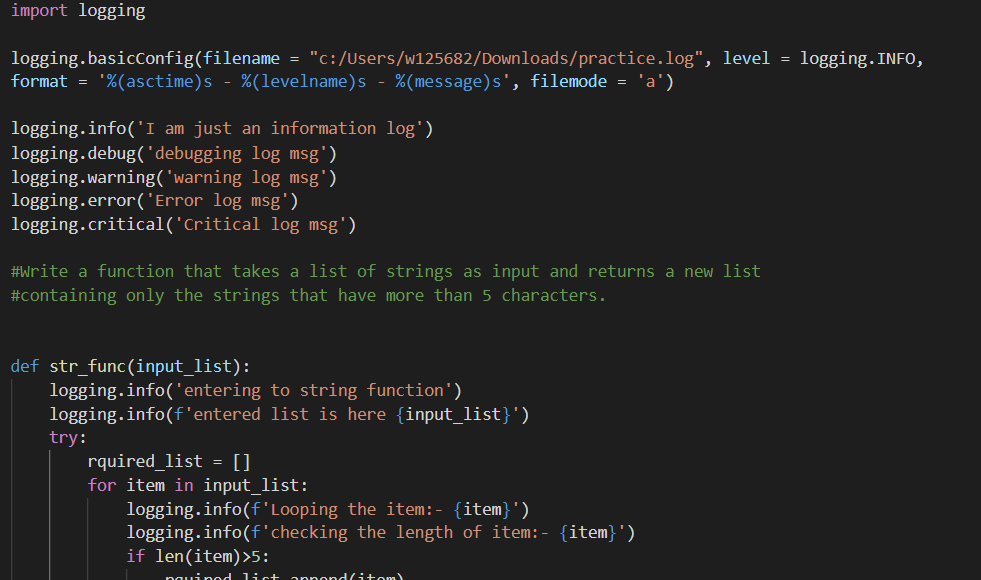 import logging
logging.basicConfig(filename = "c:/Users/w125682/Downloads/practice.log", level = logging.INFO,
format = '%(asctime)s - %(levelname)s - %(message)s', filemode = 'a')
logging.info('I am just an information log')
logging.debug('debugging log msg')
logging.warning('warning log msg')
logging.error('Error log msg')
logging.critical('Critical log msg')
#Write a function that takes a list of strings as input and returns a new list
#containing only the strings that have more than 5 characters.
def str_func(input_list):
    logging.info('entering to string function')
    logging.info(f'entered list is here {input_list}')
    try:
        rquired_list = []
        for item in input_list:
            logging.info(f'Looping the item:- {item}')
            logging.info(f'checking the length of item:- {item}')
            if len(item)>5:
                rquired_list.append(item)